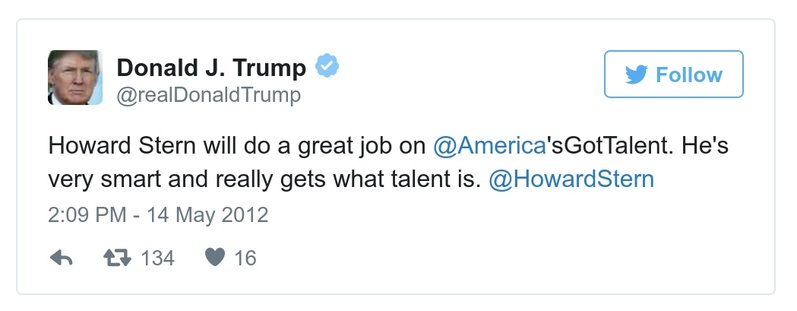 Donald J. Trump
@realDonaldTrump
Follow
Howard Stern will do a great job on @America'sGotTalent. He's
very smart and really gets what talent is. @HowardStern
2:09 PM - 14 May 2012
134 16